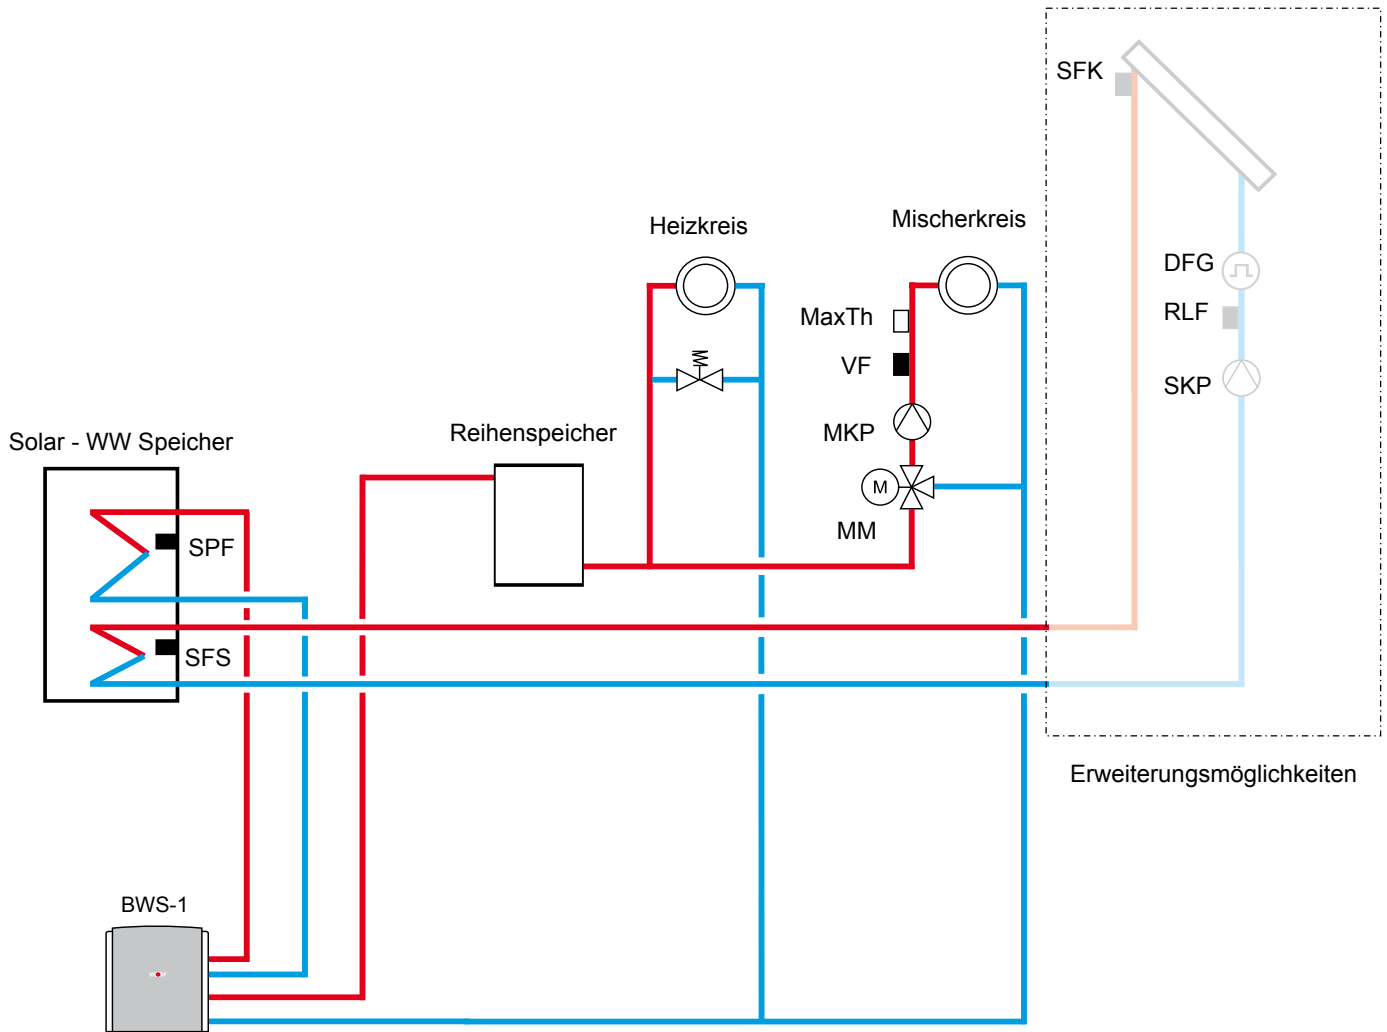 SFK
Heizkreis
Mischerkreis
DFG
MaxTh
RLF
VF
SKP
MKP
Reihenspeicher
Solar - WW Speicher
M
MM
SPF
SFS
Erweiterungsmöglichkeiten
BWS-1